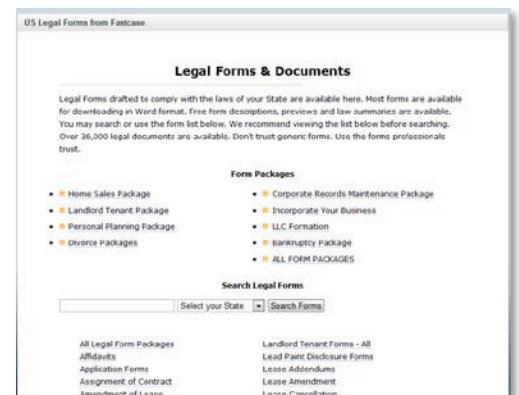 US Legal Forms from Fastcase
Legal Forms & Documents
Legal Forms drafted to comply with the laws of your State are available here. Most forms are available
for downloading in Word format. Free form descriptions, previews and law summaries are available.
You may search or use the form list below. We recommend viewing the list below before searching.
Over 36,000 legal documents are available. Don't trust generic forms. Use the forms professionals
trust.
Form Packages
Home Sales Package
Landlord Tenant Package
Personal Planning Package
Divorce Packages
Corporate Records Maintenance Package
Incorporate Your Business
LLC Formation
Bankruptcy Package
ALL FORM PACKAGES
Search Legal Forms
Select your State
Search Forms
All Legal Form Packages
Affidavits
Application Forms
Assignment of Contract
Amendment of Lease
Landlord Tenant Forms - All
Lead Paint Disclosure Forms
Lease Addendums
Lease Amendment
Lease Cancellation